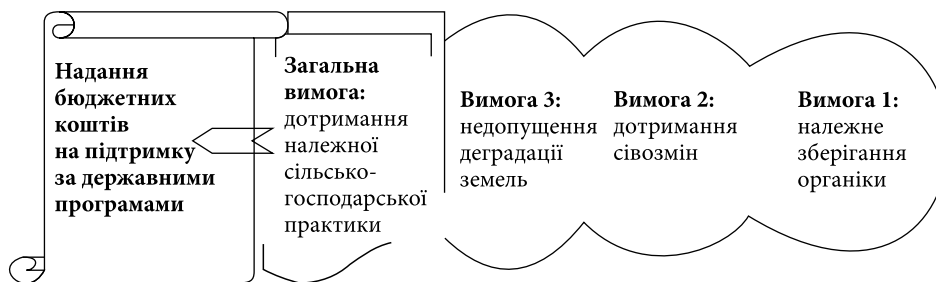 Надання
бюджетних
коштів
на підтримку
за державними
програмами
Загальна
вимога:
дотримання
належної
сільсько-
господарської
практики
Вимога 3:
недопущення
деградації
земель
Вимога 2:
дотримання
сівозмін
Вимога 1:
належне
зберігання
органіки